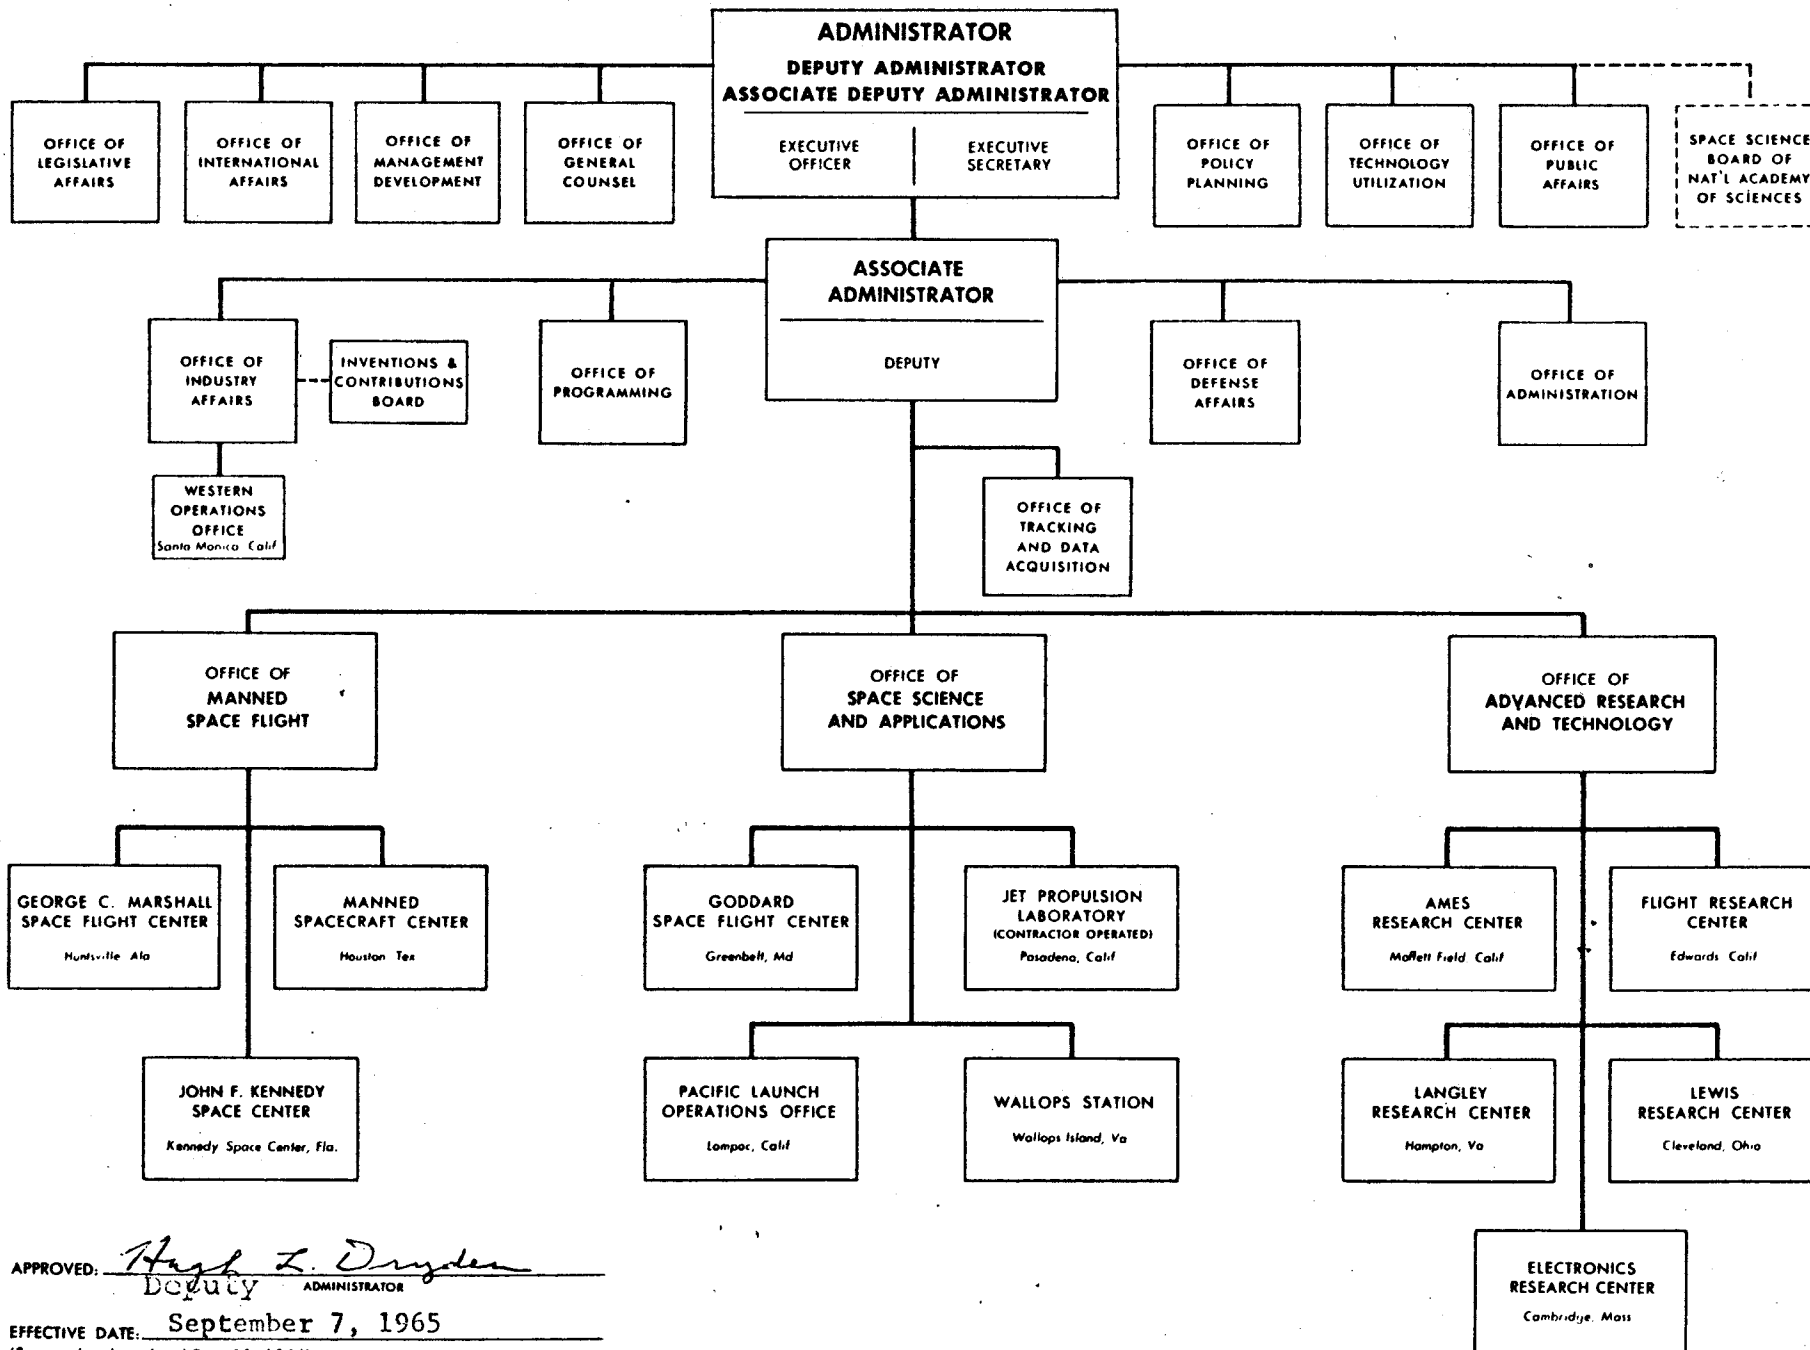 ADMINISTRATOR
DEPUTY ADMINISTRATOR
ASSOCIATE DEPUTY ADMINISTRATOR
EXECUTIVE
OFFICER
EXECUTIVE
SECRETARY
OFFICE OF
LEGISLATIVE
AFFAIRS
OFFICE OF
INTERNATIONAL
AFFAIRS
OFFICE OF
MANAGEMENT
DEVELOPMENT
OFFICE OF
GENERAL
COUNSEL
OFFICE OF
POLICY
PLANNING
OFFICE OF
TECHNOLOGY
UTILIZATION
OFFICE OF
PUBLIC
AFFAIRS
SPACE SCIENCE
BOARD OF
NAT'L ACADEMY
OF SCIENCES
ASSOCIATE
ADMINISTRATOR
DEPUTY
OFFICE OF
INDUSTRY
AFFAIRS
INVENTIONS &
CONTRIBUTIONS
BOARD
OFFICE OF
PROGRAMMING
OFFICE OF
DEFENSE
AFFAIRS
OFFICE OF
ADMINISTRATION
WESTERN
OPERATIONS
OFFICE
Santa Monica Calif
OFFICE OF
TRACKING
AND DATA
ACQUISITION
OFFICE OF
MANNED
SPACE FLIGHT
OFFICE OF
SPACE SCIENCE
AND APPLICATIONS
OFFICE OF
ADVANCED RESEARCH
AND TECHNOLOGY
GEORGE C. MARSHALL
SPACE FLIGHT CENTER
Huntsville Ala
MANNED
SPACECRAFT CENTER
Houston Tex
GODDARD
SPACE FLIGHT CENTER
Greenbelt, Md
JET PROPULSION
LABORATORY
(CONTRACTOR OPERATED)
Pasadena, Calif
AMES
RESEARCH CENTER
Moffett Field Calif
FLIGHT RESEARCH
CENTER
Edwards Calif
JOHN F. KENNEDY
SPACE CENTER
Kennedy Space Center, Fla.
PACIFIC LAUNCH
OPERATIONS OFFICE
Lompoc, Calif
WALLOPS STATION
Wallops Island, Va
LANGLEY
RESEARCH CENTER
Hampton, Va
LEWIS
RESEARCH CENTER
Cleveland, Ohio
ELECTRONICS
RESEARCH CENTER
Cambridge, Mass
APPROVED: Hugh L. Dryden
Deputy ADMINISTRATOR
EFFECTIVE DATE: September 7, 1965